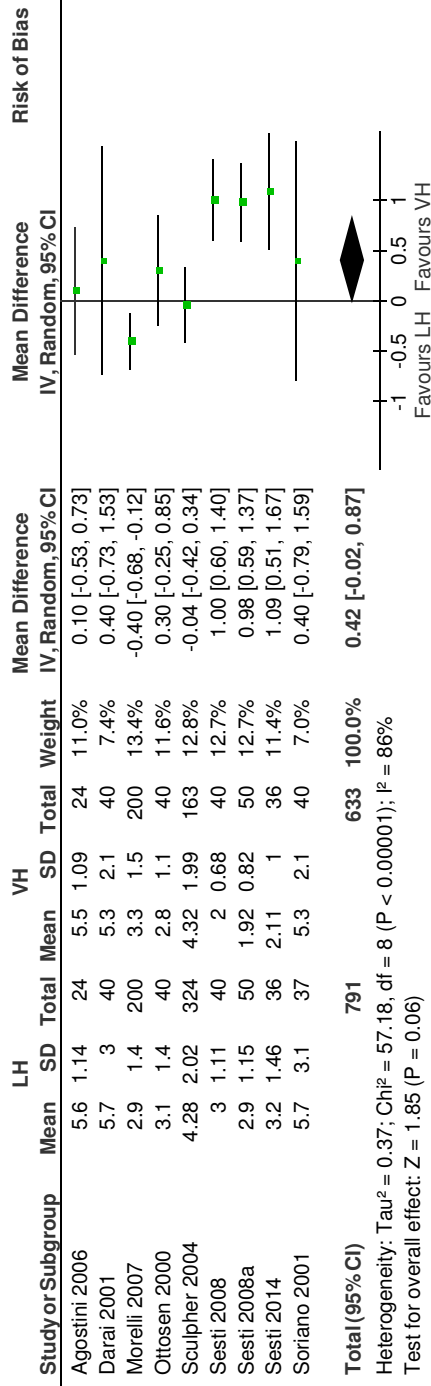 LH VH Mean Difference Mean Difference Risk of Bias
Study or Subgroup Mean SD Total Mean SD Total Weight IV, Random, 95% CI IV, Random, 95% CI
Agostini 2006 5.6 1.14 24 5.5 1.09 24 11.0% 0.10 [-0.53, 0.73]
Darai 2001 5.7 3 40 5.3 2.1 40 7.4% 0.40 [-0.73, 1.53]
Morelli 2007 2.9 1.4 200 3.3 1.5 200 13.4% -0.40 [-0.68, -0.12]
Ottosen 2000 3.1 1.4 40 2.8 1.1 40 11.6% 0.30 [-0.25, 0.85]
Sculpher 2004 4.28 2.02 324 4.32 1.99 163 12.8% -0.04 [-0.42, 0.34]
Sesti 2008 3 1.11 40 2 0.68 40 12.7% 1.00 [0.60, 1.40]
Sesti 2008a 2.9 1.15 50 1.92 0.82 50 12.7% 0.98 [0.59, 1.37]
Sesti 2014 3.2 1.46 36 2.11 1 36 11.4% 1.09 [0.51, 1.67]
Soriano 2001 5.7 3.1 37 5.3 2.1 40 7.0% 0.40 [-0.79, 1.59]
Total (95% CI) 791 633 100.0% 0.42 [-0.02, 0.87]
Heterogeneity: Tau² = 0.37; Chi² = 57.18, df = 8 (P < 0.00001); I² = 86%
Test for overall effect: Z = 1.85 (P = 0.06)
-1 -0.5 0 0.5 1
Favours LH Favours VH